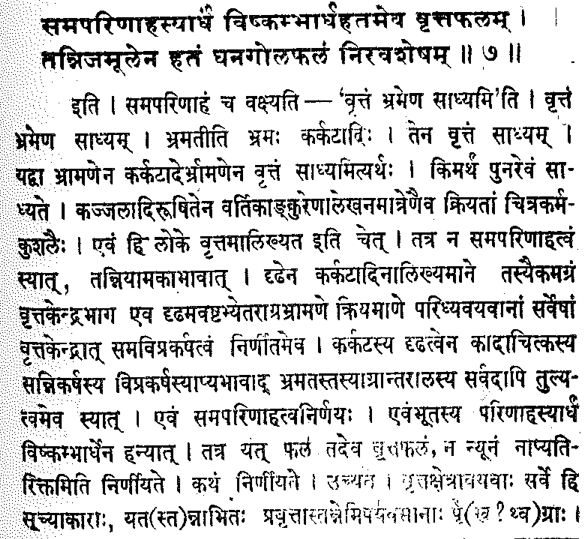 समपरिणाहस्यार्धं विष्कम्भार्धहतमेव वृत्तफलम् ।
तन्निजमूलेन हतं घनगोलफलं निरवशेषम् ॥ ७ ॥
इति । समपरिणाहं च वक्ष्यति — 'वृत्तं भ्रमेण साध्यमि'ति । वृत्तं
भ्रमेण साध्यम् । भ्रमतीति भ्रमः कर्कटादिः । तेन वृत्तं साध्यम् ।
यद्वा भ्रामणेन कर्कटादेर्भ्रामणेन वृत्तं साध्यमित्यर्थः । किमर्थं पुनरेवं सा-
ध्यते । कज्जलादिरूषितेन वर्तिकाङ्कुरेणालेखनमात्रेणैव क्रियतां चित्रकर्म-
कुशलैः । एवं हि लोके वृत्तमालिख्यत इति चेत् । तत्र न समपरिणाहत्वं
स्यात्, तन्नियामकाभावात् । दृढेन कर्कटादिनालिख्यमाने तस्यैकमग्रं
वृत्तकेन्द्रभाग एव दृढमवष्टभ्येतराग्रभ्रामणे क्रियमाणे परिध्यवयवानां सर्वेषां
वृत्तकेन्द्रात् समविप्रकर्षत्वं निर्णीतमेव । कर्कटस्य दृढत्वेन कादाचित्कस्य
सन्निकर्षस्य विप्रकर्षस्याप्यभावाद् भ्रमतस्तस्याग्रान्तरालस्य सर्वदापि तुल्य-
त्वमेव स्यात् । एवं समपरिणाहत्वनिर्णयः । एवंभूतस्य परिणाहस्यार्धं
विष्कम्भार्धेन हन्यात् । तत्र यत् फलं तदेव वृत्तफलं, न न्यूनं नाप्यति-
रिक्तमिति निर्णीयते । कथं निर्णीयते । उच्यते । वृत्तक्षेत्रावयवाः सर्वे हि
सूच्याकाराः, यत(स्त)न्नाभितः प्रवृत्तास्तन्नेमिपर्यवसानाः (ख ? थ्व)ग्राः ।